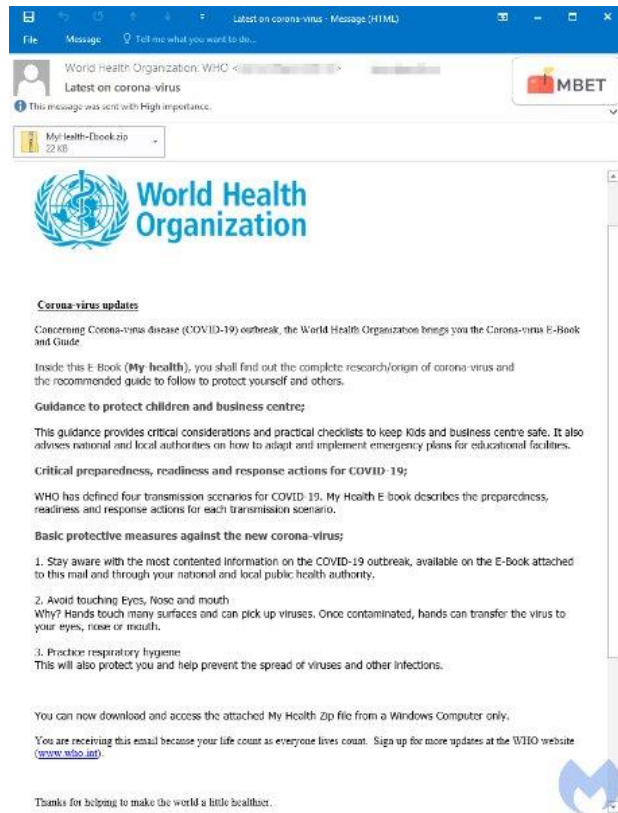 Latest on corona-virus - Message (HTML)
File Message Tell me what you want to do...
World Health Organization: WHO <
Latest on corona-virus
This message was sent with High importance.
MBET
MyHealth-Ebook.zip
22 KB
World Health
Organization
Corona-virus updates
Concerning Corona-virus disease (COVID-19) outbreak, the World Health Organization brings you the Corona-virus E-Book
and Guide
Inside this E-Book (My-health), you shall find out the complete research/origin of corona-virus and
the recommended guide to follow to protect yourself and others.
Guidance to protect children and business centre;
This guidance provides critical considerations and practical checklists to keep Kids and business centre safe. It also
advises national and local authorities on how to adapt and implement emergency plans for educational facilities.
Critical preparedness, readiness and response actions for COVID-19;
WHO has defined four transmission scenarios for COVID-19. My Health E-book describes the preparedness,
readiness and response actions for each transmission scenario.
Basic protective measures against the new corona-virus;
1. Stay aware with the most contented information on the COVID-19 outbreak, available on the E-Book attached
to this mail and through your national and local public health authority.
2. Avoid touching Eyes, Nose and mouth
Why? Hands touch many surfaces and can pick up viruses. Once contaminated, hands can transfer the virus to
your eyes, nose or mouth.
3. Practice respiratory hygiene
This will also protect you and help prevent the spread of viruses and other infections.
You can now download and access the attached My Health Zip file from a Windows Computer only.
You are receiving this email because your life count as everyone lives count. Sign up for more updates at the WHO website
(www.who.int).
Thanks for helping to make the world a little healthier.